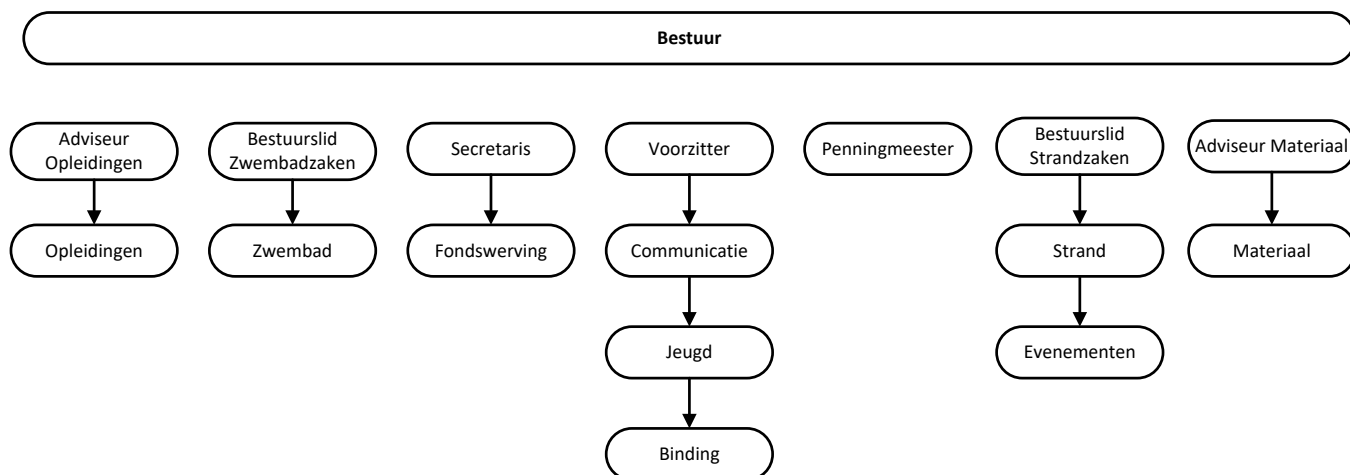 Bestuur
Adviseur
Opleidingen
Bestuurslid
Zwembadzaken
Secretaris
Voorzitter
Penningmeester
Bestuurslid
Strandzaken
Adviseur Materiaal
Opleidingen
Zwembad
Fondswerving
Communicatie
Strand
Materiaal
Jeugd
Evenementen
Binding